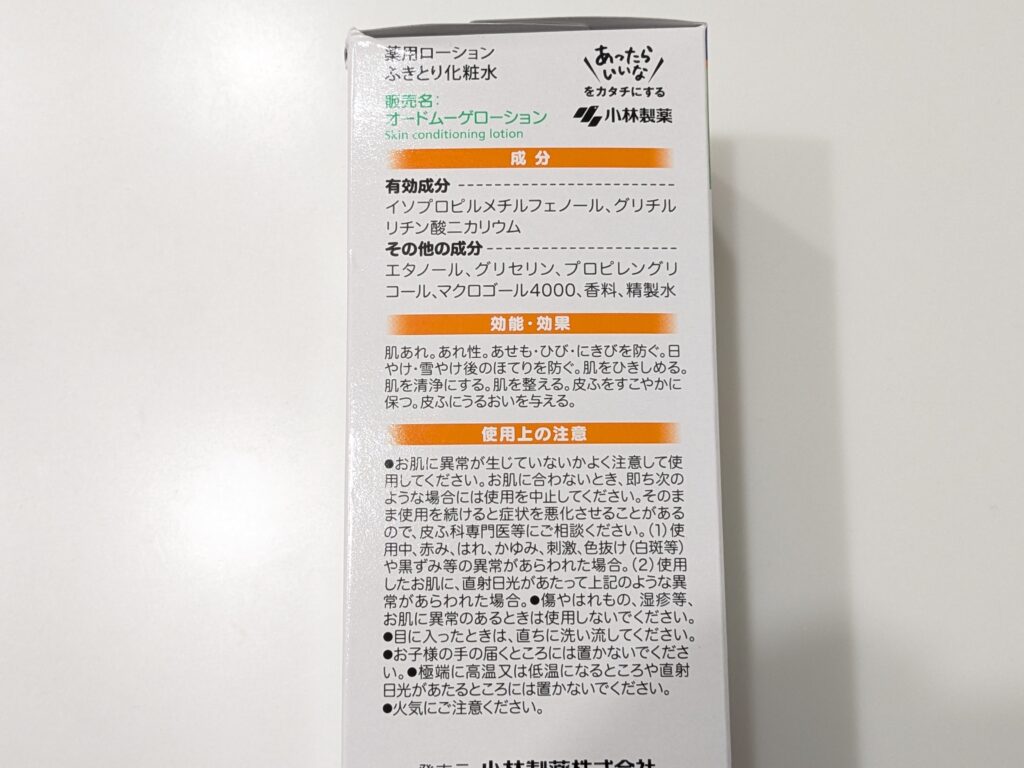 薬用ローション
ふきとり化粧水
あったら
いいな
をカタチにする
販売名：
オードムーゲローション
小林製薬
Skin conditioning lotion
成分
有効成分
イソプロピルメチルフェノール、グリチル
リチン酸二カリウム
その他の成分
エタノール、グリセリン、プロピレングリ
コール、マクロゴール4000、香料、精製水
効能・効果
肌あれ。あれ性。あせも・ひび・にきびを防ぐ。日
やけ・雪やけ後のほてりを防ぐ。肌をひきしめる。
肌を清浄にする。肌を整える。皮ふをすこやかに
保つ。皮ふにうるおいを与える。
使用上の注意
●お肌に異常が生じていないかよく注意して使
用してください。お肌に合わないとき、即ち次の
ような場合には使用を中止してください。そのま
ま使用を続けると症状を悪化させることがある
ので、皮ふ科専門医等にご相談ください。（1）使
用中、赤み、はれ、かゆみ、刺激、色抜け（白斑等）
や黒ずみ等の異常があらわれた場合。（2）使用
したお肌に、直射日光があたって上記のような異
常があらわれた場合。●傷やはれもの、湿疹等、
お肌に異常のあるときは使用しないでください。
●目に入ったときは、直ちに洗い流してください。
●お子様の手の届くところには置かないでくださ
い。●極端に高温又は低温になるところや直射
日光があたるところには置かないでください。
●火気にご注意ください。
発売元 小林製薬株式会社